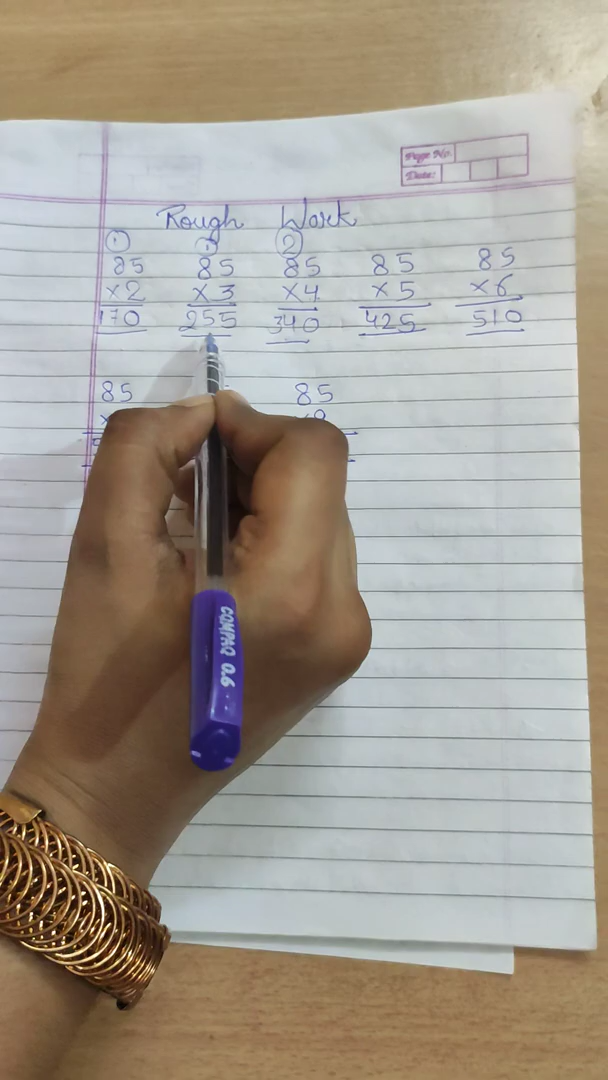 Page No.
Date:
Rough Work
1 1 2
85 85 85 85 85
×2 ×3 ×4 ×5 ×6
170 255 340 425 510
85 85
COMPAQ 0.6